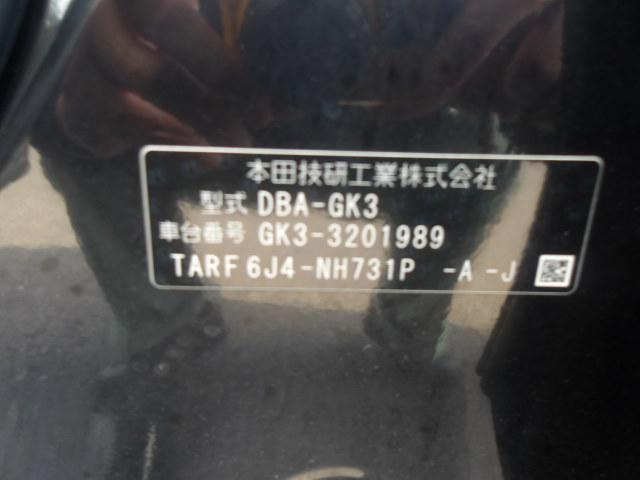 本田技研工業株式会社
型式 DBA-GK3
車台番号 GK3-3201989
TARF 6J4-NH731P -A -J